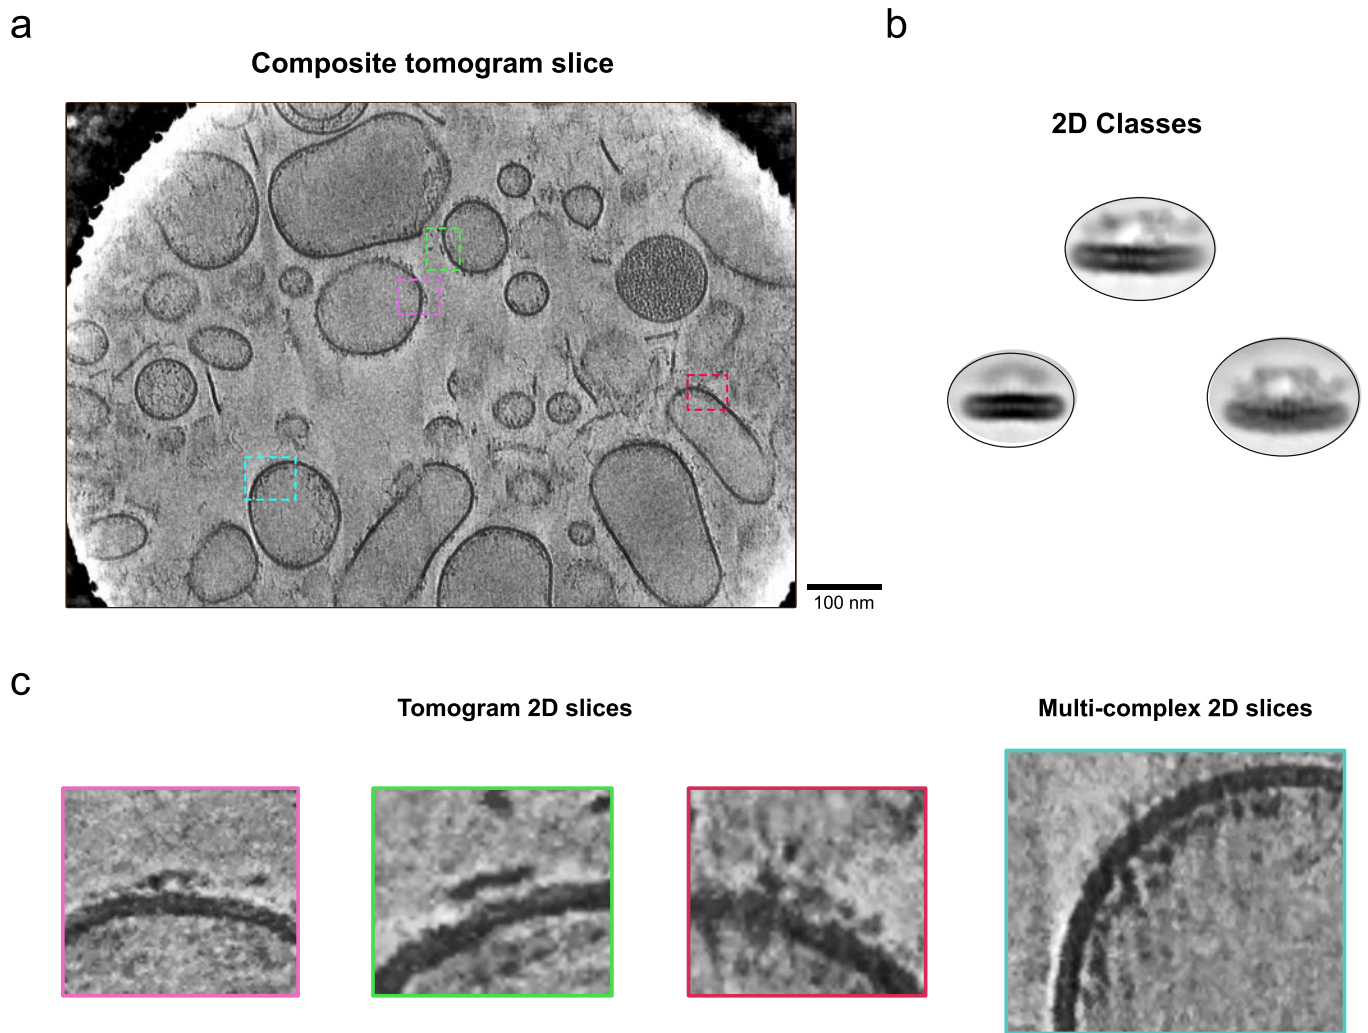 a
Composite tomogram slice
100 nm
b
2D Classes
c
Tomogram 2D slices
Multi-complex 2D slices